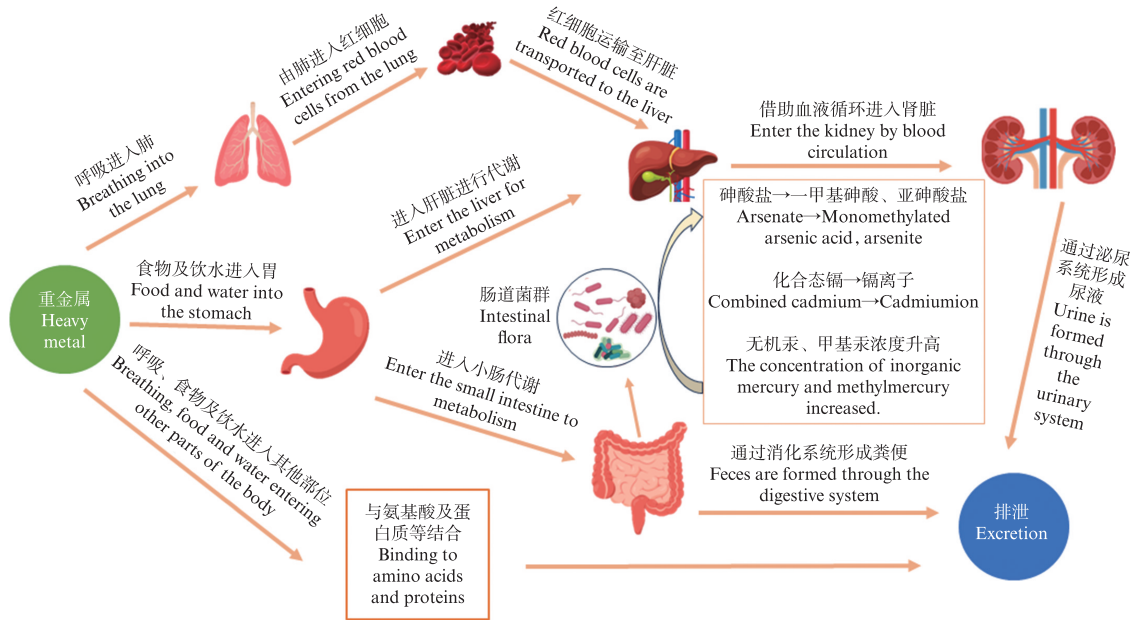 红细胞运输至肝脏
Red blood cells are
transported to the liver
由肺进入红细胞
Entering red blood
cells from the lung
呼吸进入肺
Breathing into
the lung
借助血液循环进入肾脏
Enter the kidney by blood
circulation
进入肝脏进行代谢
Enter the liver for
metabolism
砷酸盐→一甲基砷酸、亚砷酸盐
Arsenate→Monomethylated
arsenic acid, arsenite
化合态镉→镉离子
Combined cadmium→Cadmiumion
无机汞、甲基汞浓度升高
The concentration of inorganic
mercury and methylmercury
increased.
通过泌尿
系统形成
尿液
Urine is
formed
through
the
urinary
system
重金属
Heavy
metal
食物及饮水进入胃
Food and water into
the stomach
肠道菌群
Intestinal
flora
进入小肠代谢
Enter the small intestine to
metabolism
呼吸、食物及饮水进入其他部位
Breathing, food and water entering
other parts of the body
通过消化系统形成粪便
Feces are formed through the
digestive system
与氨基酸及蛋
白质等结合
Binding to
amino acids
and proteins
排泄
Excretion